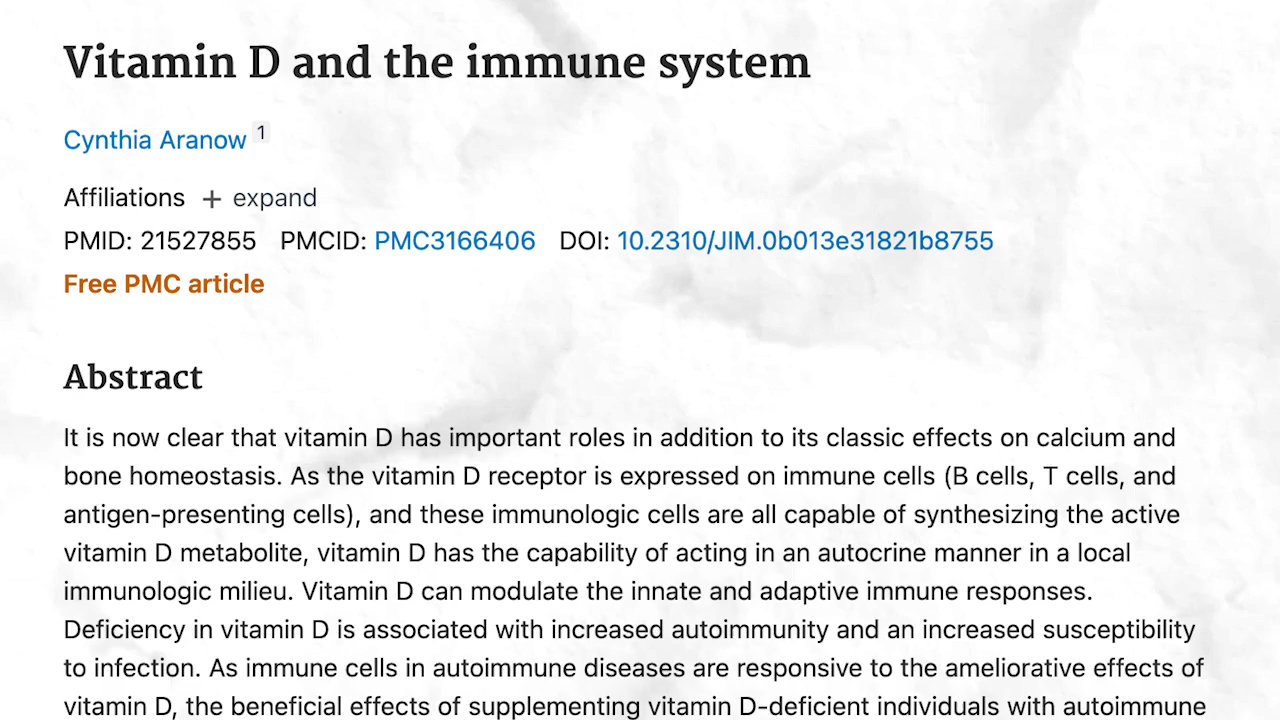 Vitamin D and the immune system
Cynthia Aranow 1
Affiliations + expand
PMID: 21527855 PMCID: PMC3166406 DOI: 10.2310/JIM.0b013e31821b8755
Free PMC article
Abstract
It is now clear that vitamin D has important roles in addition to its classic effects on calcium and
bone homeostasis. As the vitamin D receptor is expressed on immune cells (B cells, T cells, and
antigen-presenting cells), and these immunologic cells are all capable of synthesizing the active
vitamin D metabolite, vitamin D has the capability of acting in an autocrine manner in a local
immunologic milieu. Vitamin D can modulate the innate and adaptive immune responses.
Deficiency in vitamin D is associated with increased autoimmunity and an increased susceptibility
to infection. As immune cells in autoimmune diseases are responsive to the ameliorative effects of
vitamin D, the beneficial effects of supplementing vitamin D-deficient individuals with autoimmune